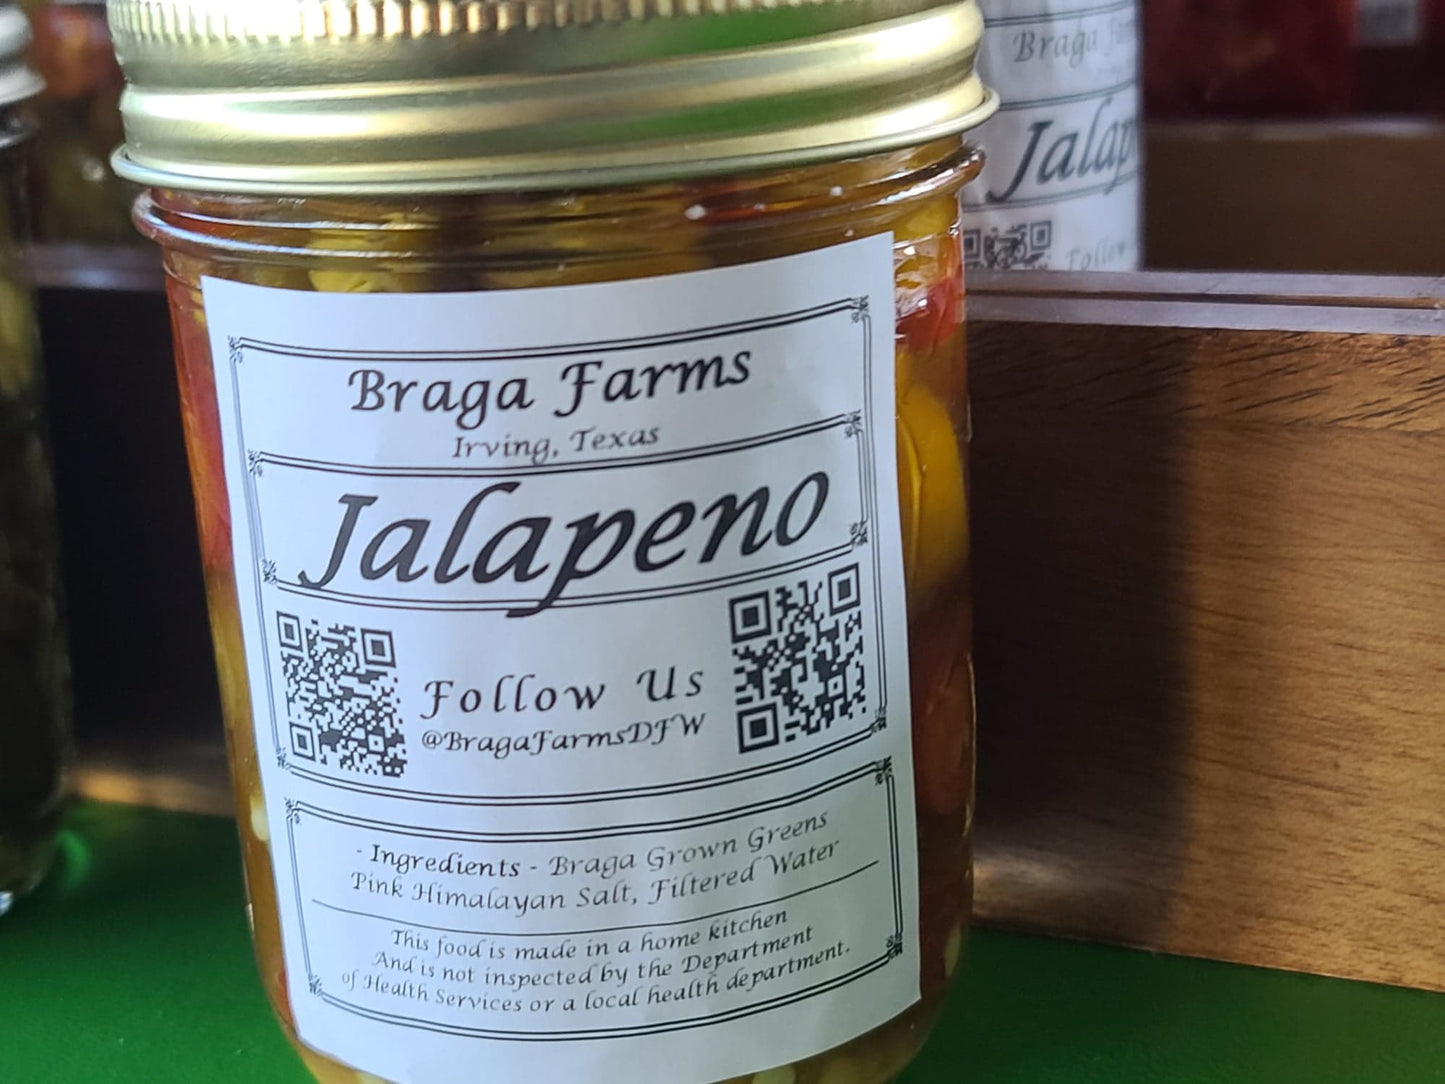 Braga Farms
Irving, Texas
Jalapeno
Follow Us
@BragaFarmsDFW
- Ingredients - Braga Grown Greens
Pink Himalayan Salt, Filtered Water
This food is made in a home kitchen
And is not inspected by the Department
of Health Services or a local health department.
Braga
Jalap
Follow